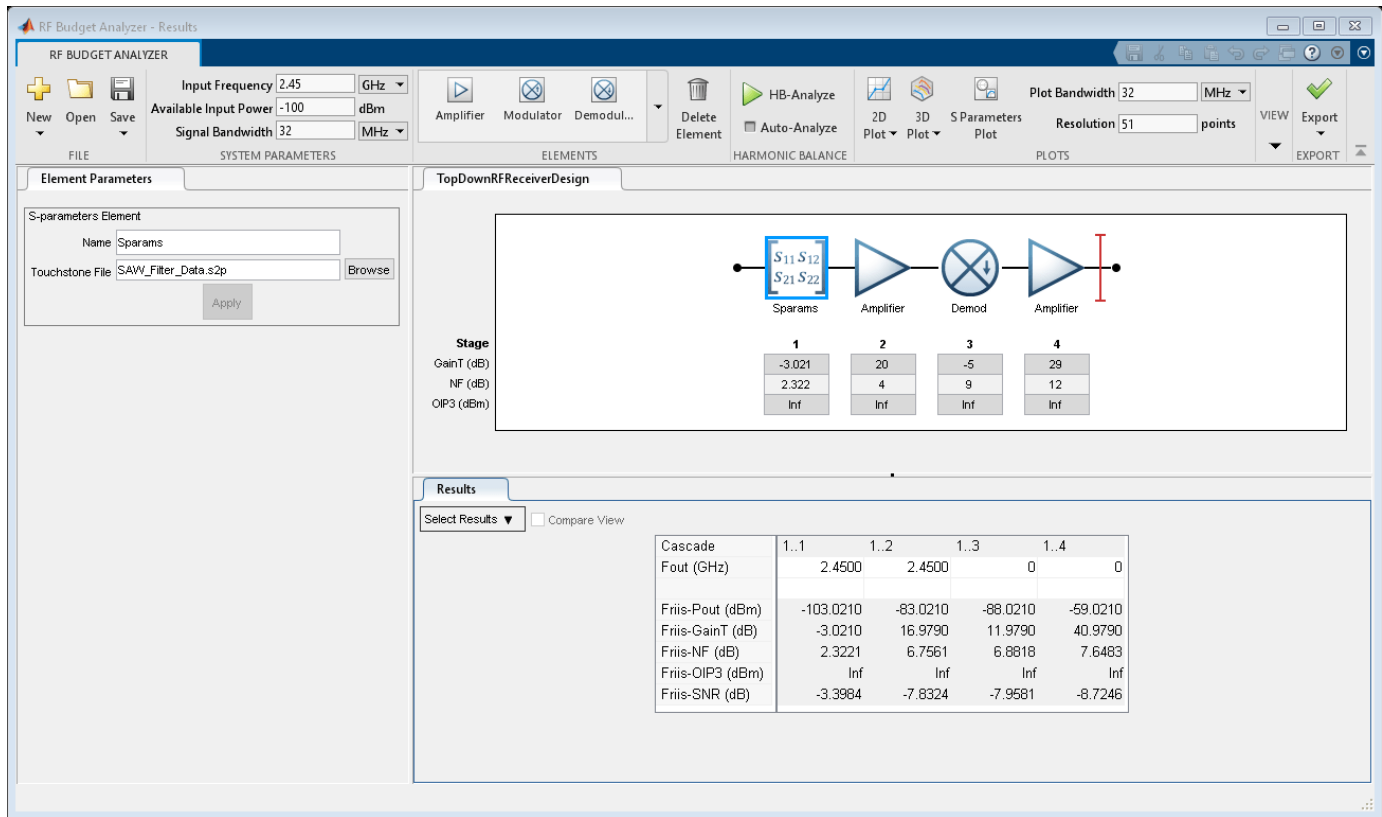 RF Budget Analyzer - Results
RF BUDGET ANALYZER
New Open Save
FILE
Input Frequency 2.45 GHz
Available Input Power -100 dBm
Signal Bandwidth 32 MHz
SYSTEM PARAMETERS
Amplifier Modulator Demodul...
ELEMENTS
Delete
Element
HB-Analyze
Auto-Analyze
HARMONIC BALANCE
2D
Plot
3D
Plot
S Parameters
Plot
Plot Bandwidth 32 MHz
Resolution 51 points
PLOTS
VIEW
Export
EXPORT
Element Parameters
S-parameters Element
Name Sparams
Touchstone File SAW_Filter_Data.s2p Browse
Apply
TopDownRFReceiverDesign
S11 S12
S21 S22
Sparams Amplifier Demod Amplifier
Stage 1 2 3 4
GainT (dB) -3.021 20 -5 29
NF (dB) 2.322 4 9 12
OIP3 (dBm) Inf Inf Inf Inf
Results
Select Results ▼ Compare View
Cascade 1..1 1..2 1..3 1..4
Fout (GHz) 2.4500 2.4500 0 0
Friis-Pout (dBm) -103.0210 -83.0210 -88.0210 -59.0210
Friis-GainT (dB) -3.0210 16.9790 11.9790 40.9790
Friis-NF (dB) 2.3221 6.7561 6.8818 7.6483
Friis-OIP3 (dBm) Inf Inf Inf Inf
Friis-SNR (dB) -3.3984 -7.8324 -7.9581 -8.7246